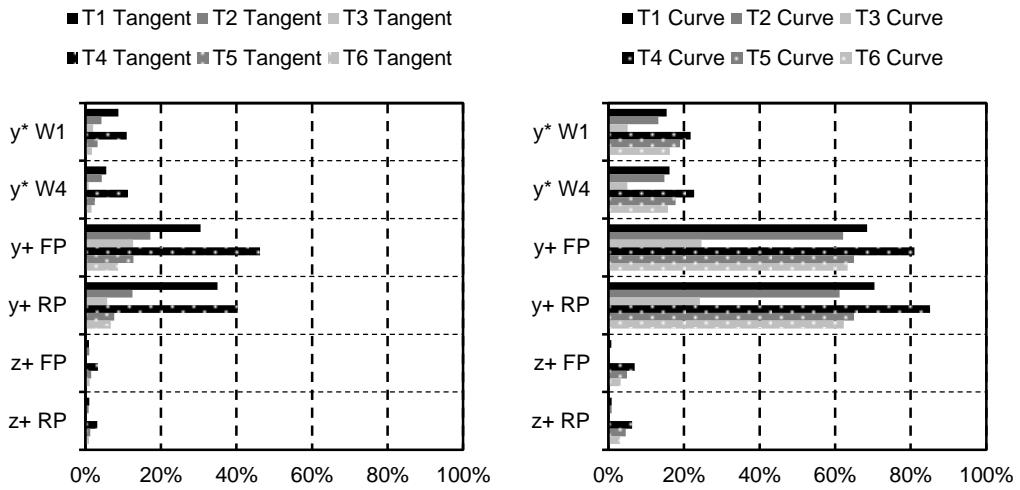 T1 Tangent T2 Tangent T3 Tangent
T4 Tangent T5 Tangent T6 Tangent
y* W1
y* W4
y+ FP
y+ RP
z+ FP
z+ RP
0% 20% 40% 60% 80% 100%
T1 Curve T2 Curve T3 Curve
T4 Curve T5 Curve T6 Curve
y* W1
y* W4
y+ FP
y+ RP
z+ FP
z+ RP
0% 20% 40% 60% 80% 100%